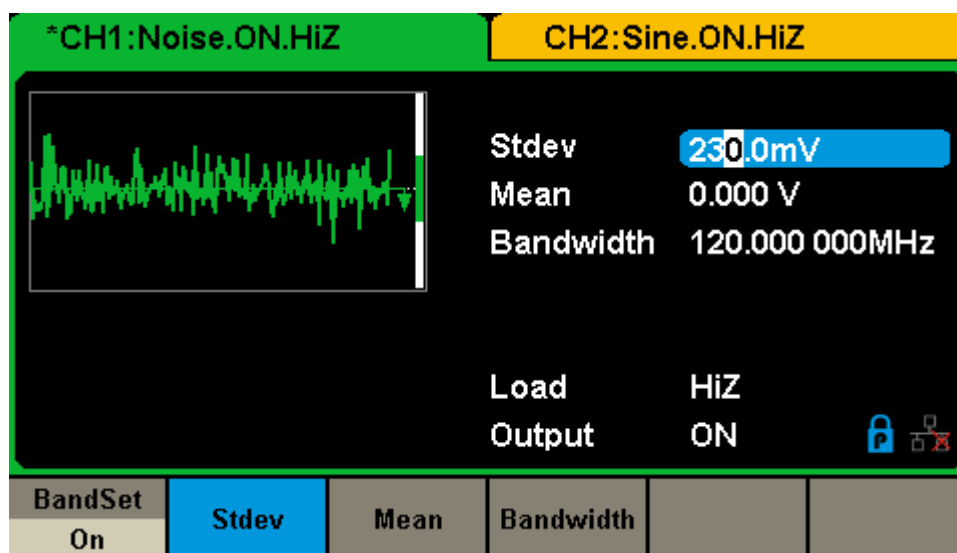 *CH1:Noise.ON.HiZ CH2:Sine.ON.HiZ
Stdev 230.0mV
Mean 0.000 V
Bandwidth 120.000 000MHz
Load HiZ
Output ON
P
BandSet
On
Stdev
Mean
Bandwidth